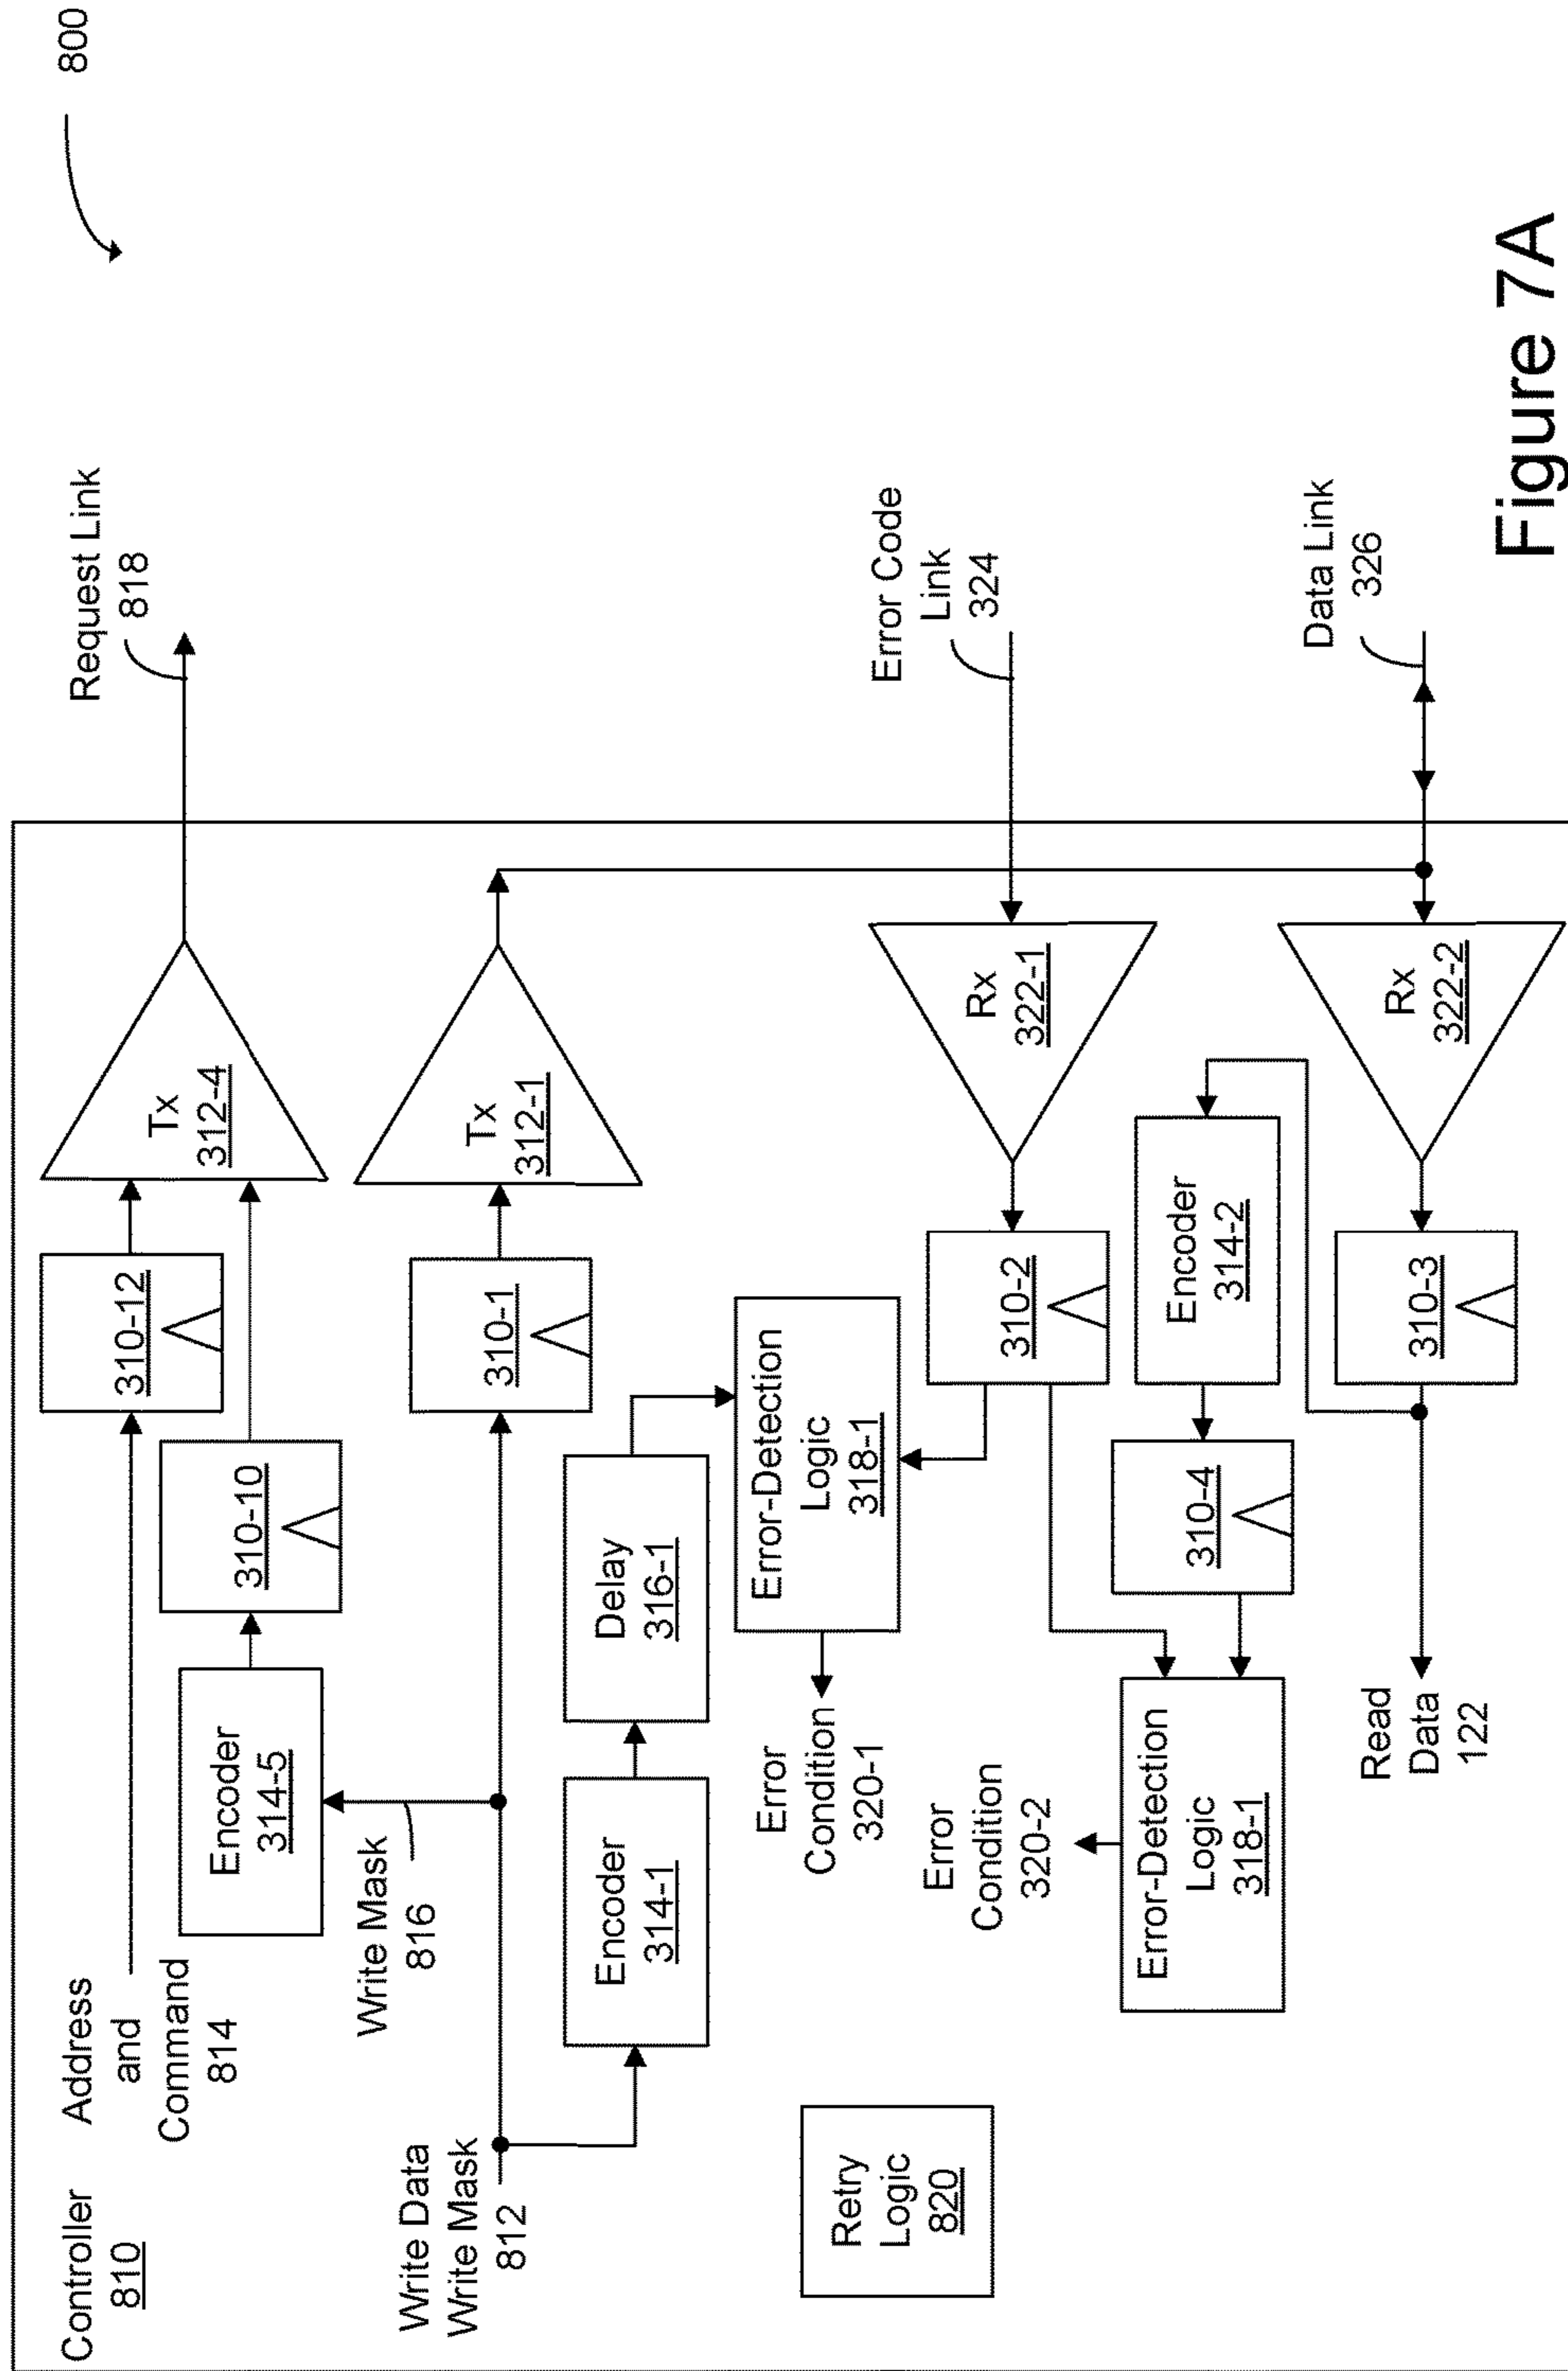 800
Controller
810
Address
and
Command
814
Request Link
818
310-12
Tx
312-4
Encoder
314-5
310-10
Write Mask
816
Write Data
Write Mask
812
310-1
Tx
312-1
Encoder
314-1
Delay
316-1
Error-Detection
Logic
318-1
Error
Condition
320-1
Error Code
Link
324
Rx
322-1
310-2
Retry
Logic
820
Error
Condition
320-2
Error-Detection
Logic
318-1
310-4
Encoder
314-2
Data Link
326
Rx
322-2
310-3
Read
Data
122
Figure 7A